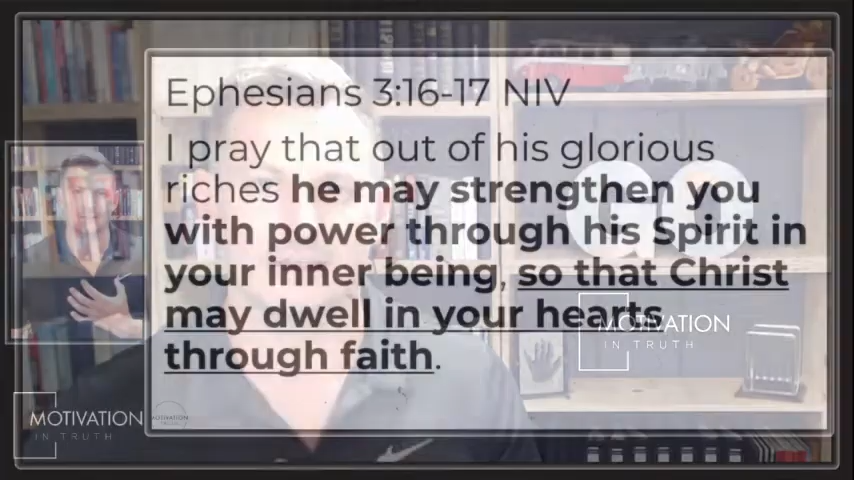 Ephesians 3:16-17 NIV
I pray that out of his glorious
riches he may strengthen you
with power through his Spirit in
your inner being, so that Christ
may dwell in your hearts
through faith.
GO
MOTIVATION
IN TRUTH
MOTIVATION
IN TRUTH
MOTIVATION